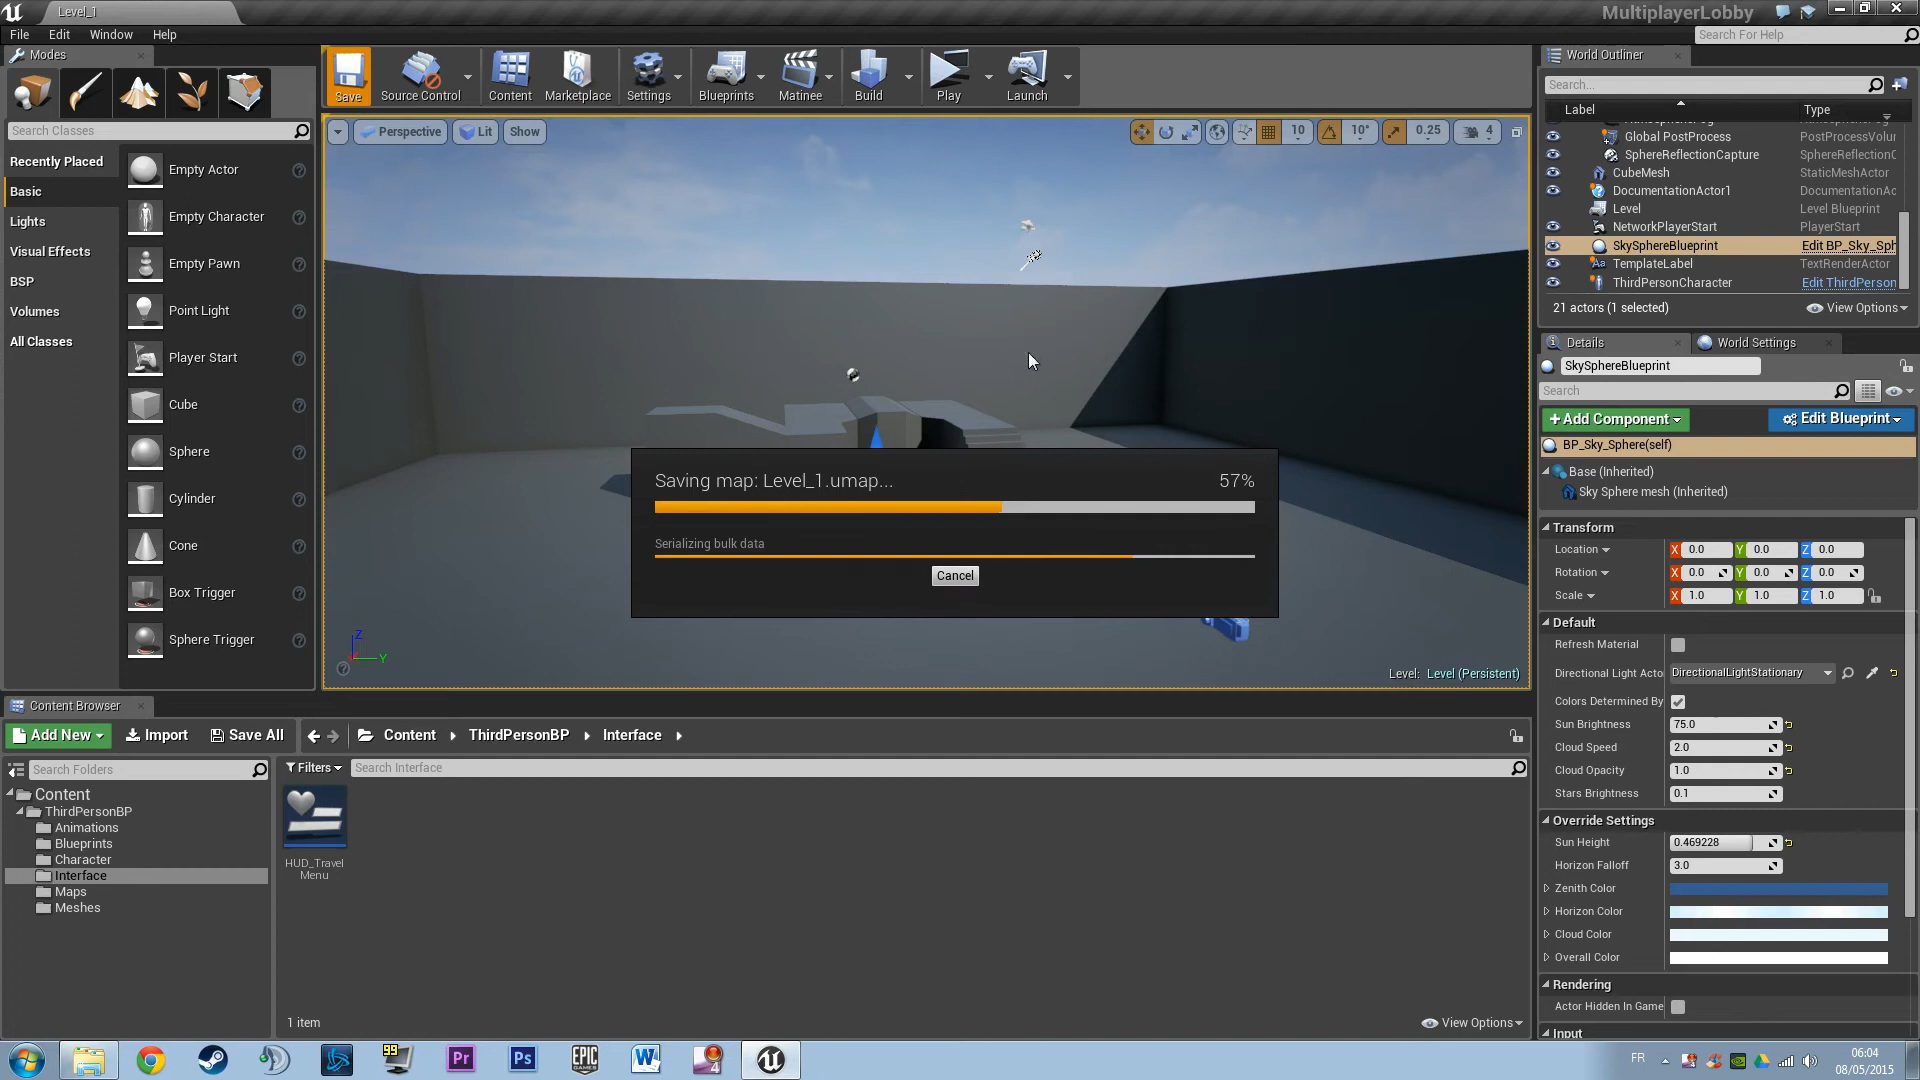 Level_1
MultiplayerLobby
File Edit Window Help
Search For Help
Modes
Search Classes
Recently Placed
Basic
Lights
Visual Effects
BSP
Volumes
All Classes
Empty Actor
Empty Character
Empty Pawn
Point Light
Player Start
Cube
Sphere
Cylinder
Cone
Box Trigger
Sphere Trigger
Save
Source Control
Content
Marketplace
Settings
Blueprints
Matinee
Build
Play
Launch
Perspective
Lit
Show
10
10°
0.25
4
Saving map: Level_1.umap...
57%
Serializing bulk data
Cancel
Z
Y
Level: Level (Persistent)
World Outliner
Search...
Label Type
Global PostProcess PostProcessVolur
SphereReflectionCapture SphereReflectionC
CubeMesh StaticMeshActor
DocumentationActor1 DocumentationAc
Level Level Blueprint
NetworkPlayerStart PlayerStart
SkySphereBlueprint Edit BP_Sky_Sph
TemplateLabel TextRenderActor
ThirdPersonCharacter Edit ThirdPerson
21 actors (1 selected)
View Options
Details
World Settings
SkySphereBlueprint
Search
+Add Component
Edit Blueprint
BP_Sky_Sphere(self)
Base (Inherited)
Sky Sphere mesh (Inherited)
Transform
Location X 0.0 Y 0.0 Z 0.0
Rotation X 0.0 Y 0.0 Z 0.0
Scale X 1.0 Y 1.0 Z 1.0
Default
Refresh Material
Directional Light Acto DirectionalLightStationary
Colors Determined By
Sun Brightness 75.0
Cloud Speed 2.0
Cloud Opacity 1.0
Stars Brightness 0.1
Override Settings
Sun Height 0.469228
Horizon Falloff 3.0
Zenith Color
Horizon Color
Cloud Color
Overall Color
Rendering
Actor Hidden In Game
Input
Content Browser
Add New
Import
Save All
Content
ThirdPersonBP
Interface
Search Folders
Filters
Search Interface
Content
ThirdPersonBP
Animations
Blueprints
Character
Interface
Maps
Meshes
HUD_Travel
Menu
1 item
View Options
99
Pr
Ps
EPIC
GAMES
W
4
FR
06:04
08/05/2015